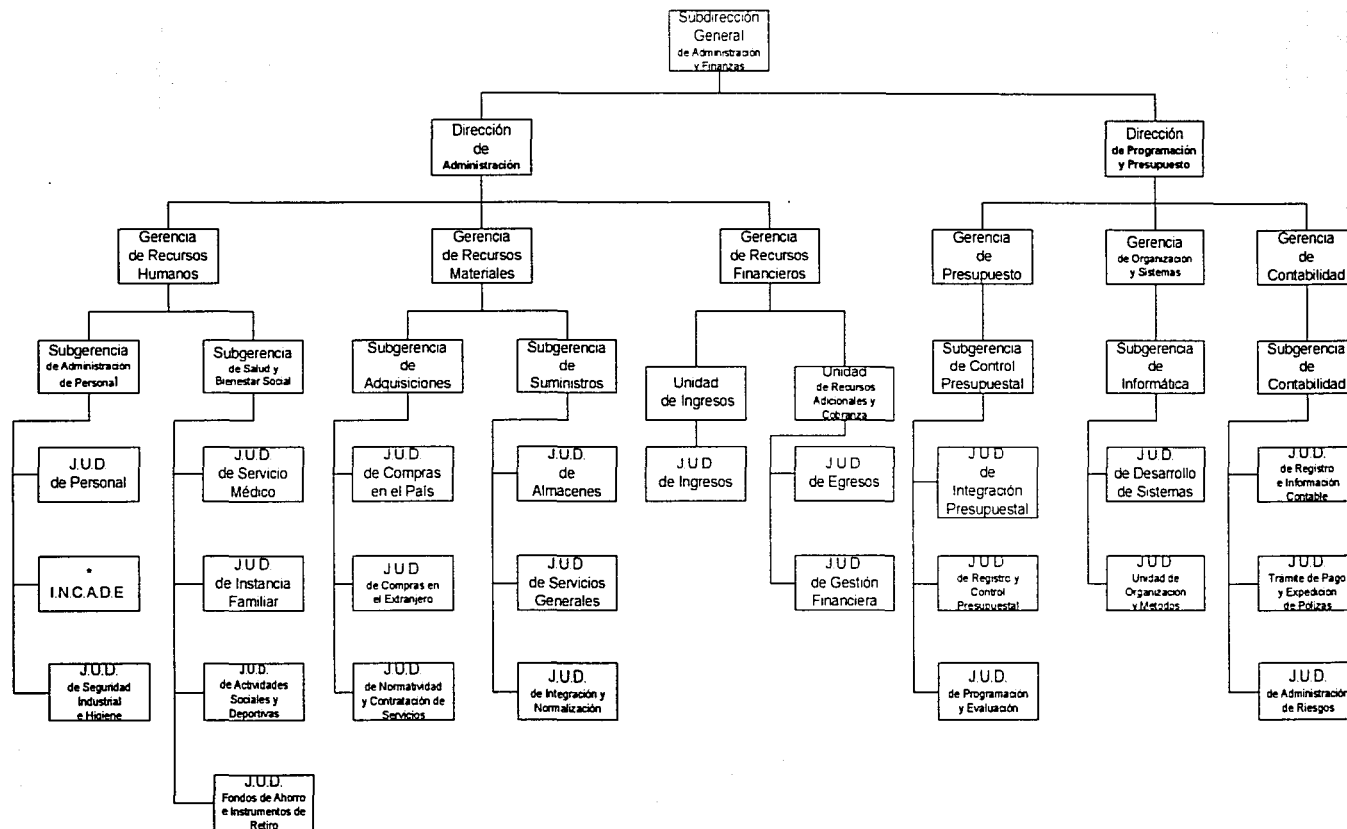 Subdirección
General
de Administración
y Finanzas
Dirección
de
Administración
Dirección
de Programación
y Presupuesto
Gerencia
de Recursos
Humanos
Gerencia
de Recursos
Materiales
Gerencia
de Recursos
Financieros
Gerencia
de
Presupuesto
Gerencia
de Organización
y Sistemas
Gerencia
de
Contabilidad
Subgerencia
de Administración
de Personal
Subgerencia
de Salud y
Bienestar Social
Subgerencia
de
Adquisiciones
Subgerencia
de
Suministros
Unidad
de Ingresos
Unidad
de Recursos
Adicionales y
Cobranza
Subgerencia
de Control
Presupuestal
Subgerencia
de
Informática
Subgerencia
de
Contabilidad
J.U.D
de Personal
J.U.D.
de Servicio
Médico
J.U.D.
de Compras
en el País
J.U.D.
de
Almacenes
J U D
de Ingresos
J U D
de Egresos
J U D
de
Integración
Presupuestal
J U D.
de Desarrollo
de Sistemas
J.U.D.
de Registro
e Información
Contable
*
I.N.C.A.D.E
J.U.D.
de Instancia
Familiar
J U D
de Compras en
el Extranjero
J.U.D.
de Servicios
Generales
J U D
de Gestión
Financiera
J U D
de Registro y
Control
Presupuestal
J U D
Unidad de
Organización
y Métodos
Trámite de Pago
y Expedición
de Polizas
J.U.D.
de Seguridad
Industrial
e Higiene
J.U.D.
de Actividades
Sociales y
Deportivas
J.U.D.
de Normatividad
y Contratación de
Servicios
J.U.D.
de Integración y
Normalización
J.U.D.
de Programación
y Evaluación
J.U.D.
de Administración
de Riesgos
J.U.D.
Fondos de Ahorro
e Instrumentos de
Retiro